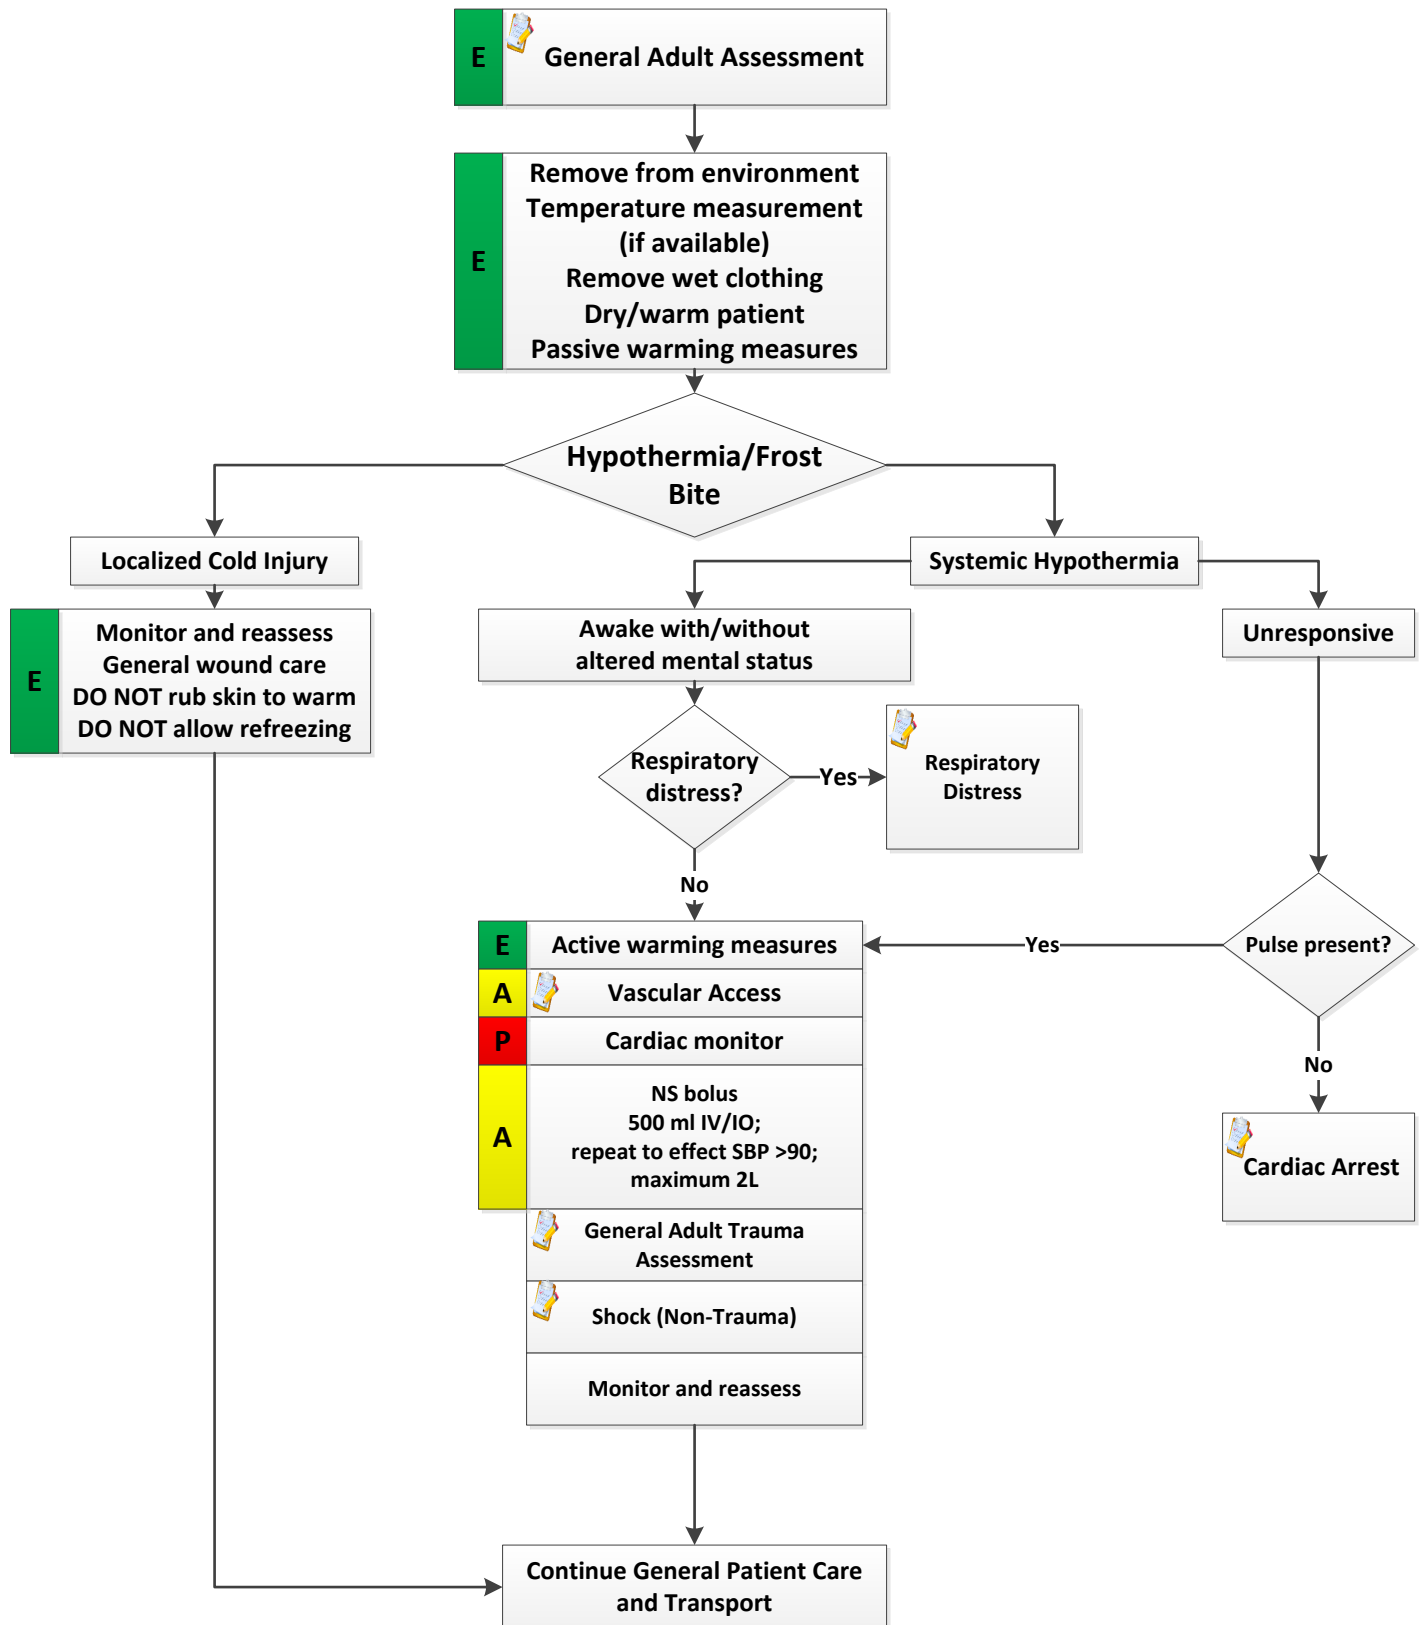 E
General Adult Assessment
E
Remove from environment
Temperature measurement
(if available)
Remove wet clothing
Dry/warm patient
Passive warming measures
Hypothermia/Frost
Bite
Localized Cold Injury
Systemic Hypothermia
E
Monitor and reassess
General wound care
DO NOT rub skin to warm
DO NOT allow refreezing
Awake with/without
altered mental status
Unresponsive
Respiratory
distress?
Yes
Respiratory
Distress
No
Pulse present?
Yes
No
Cardiac Arrest
E
Active warming measures
A
Vascular Access
P
Cardiac monitor
A
NS bolus
500 ml IV/IO;
repeat to effect SBP >90;
maximum 2L
General Adult Trauma
Assessment
Shock (Non-Trauma)
Monitor and reassess
Continue General Patient Care
and Transport